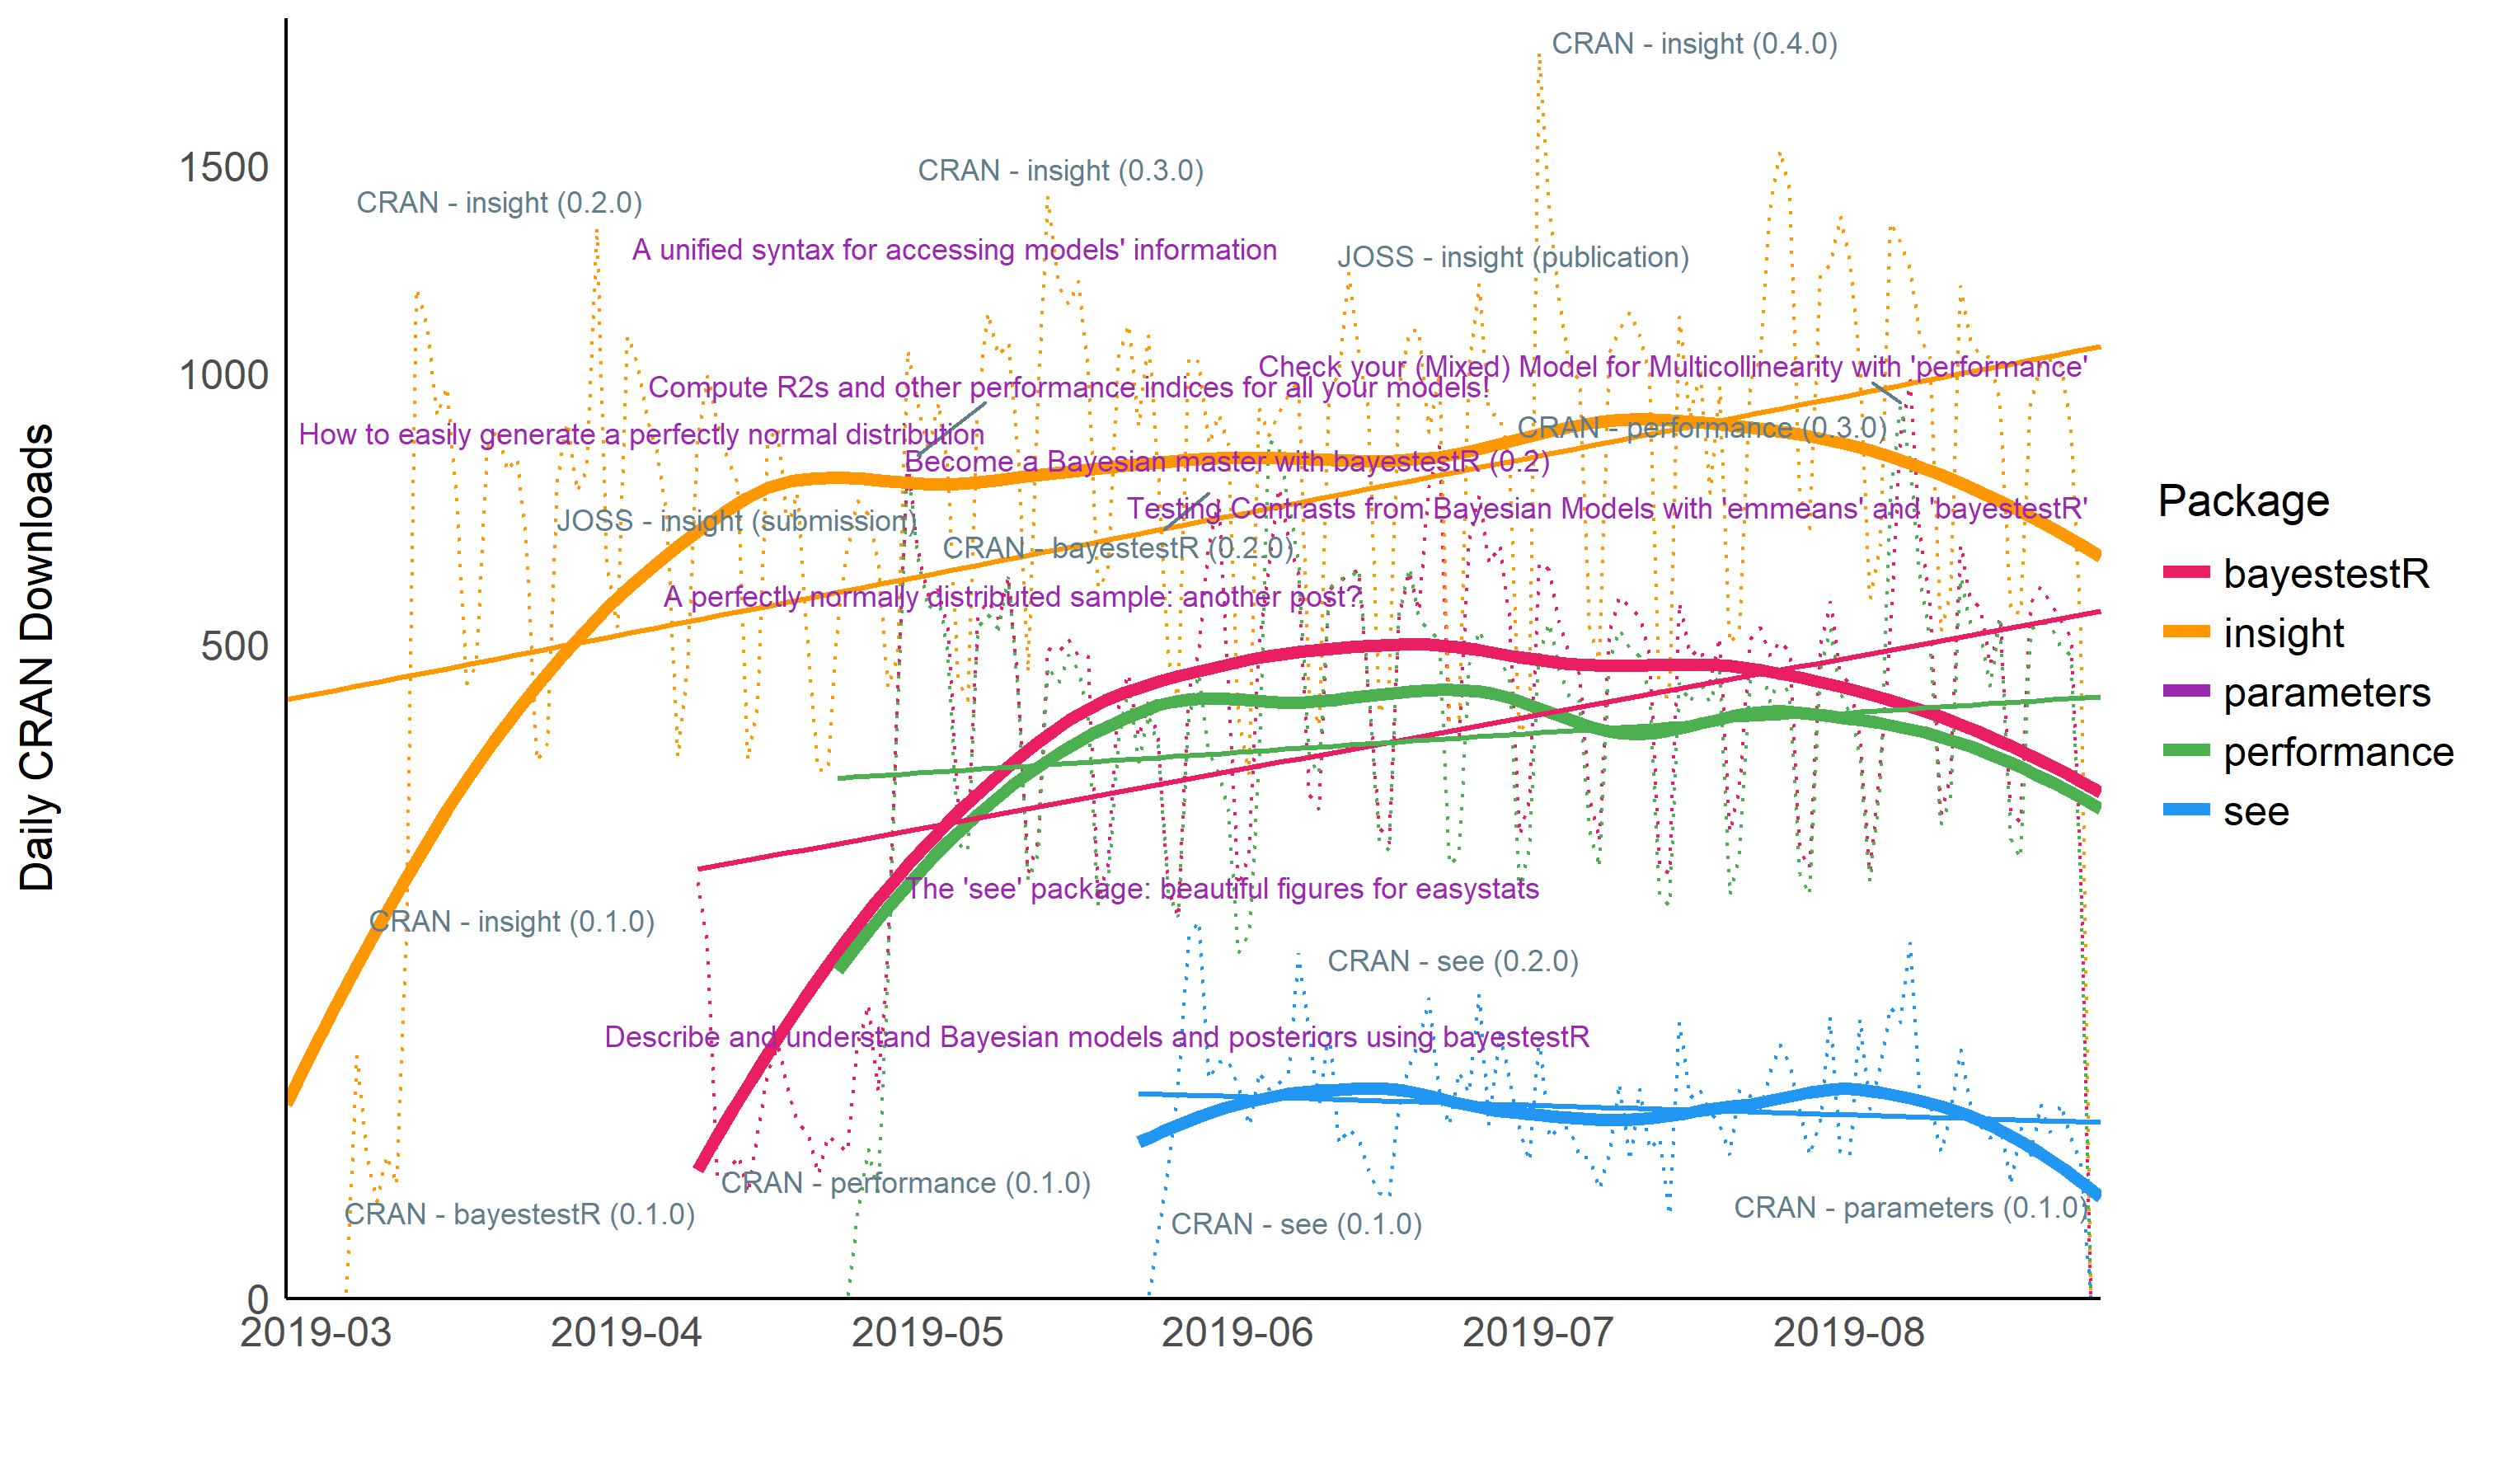 CRAN - insight (0.4.0)
1500
CRAN - insight (0.3.0)
CRAN - insight (0.2.0)
A unified syntax for accessing models' information
JOSS - insight (publication)
1000
Check your (Mixed) Model for Multicollinearity with 'performance'
Compute R2s and other performance indices for all your models!
CRAN - performance (0.3.0)
How to easily generate a perfectly normal distribution
Become a Bayesian master with bayestestR (0.2)
Testing Contrasts from Bayesian Models with 'emmeans' and 'bayestestR'
JOSS - insight (submission)
CRAN - bayestestR (0.2.0)
A perfectly normally distributed sample: another post?
500
Daily CRAN Downloads
The 'see' package: beautiful figures for easystats
CRAN - insight (0.1.0)
CRAN - see (0.2.0)
Describe and understand Bayesian models and posteriors using bayestestR
CRAN - performance (0.1.0)
CRAN - bayestestR (0.1.0)
CRAN - see (0.1.0)
CRAN - parameters (0.1.0)
0
2019-03
2019-04
2019-05
2019-06
2019-07
2019-08
Package
bayestestR
insight
parameters
performance
see